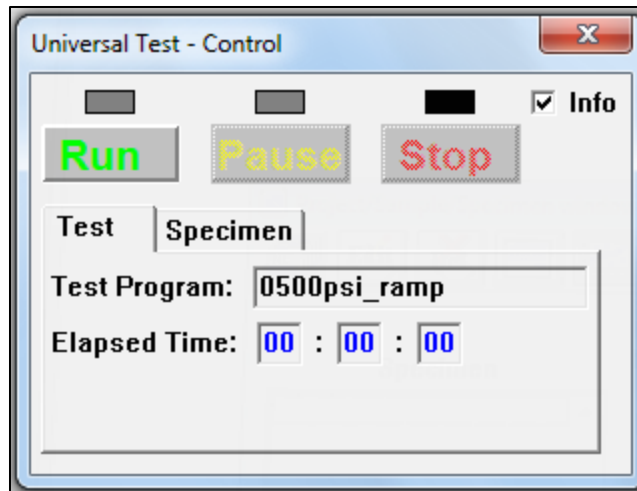 Universal Test - Control
Info
Run Pause Stop
Test Specimen
Test Program: 0500psi_ramp
Elapsed Time: 00 : 00 : 00